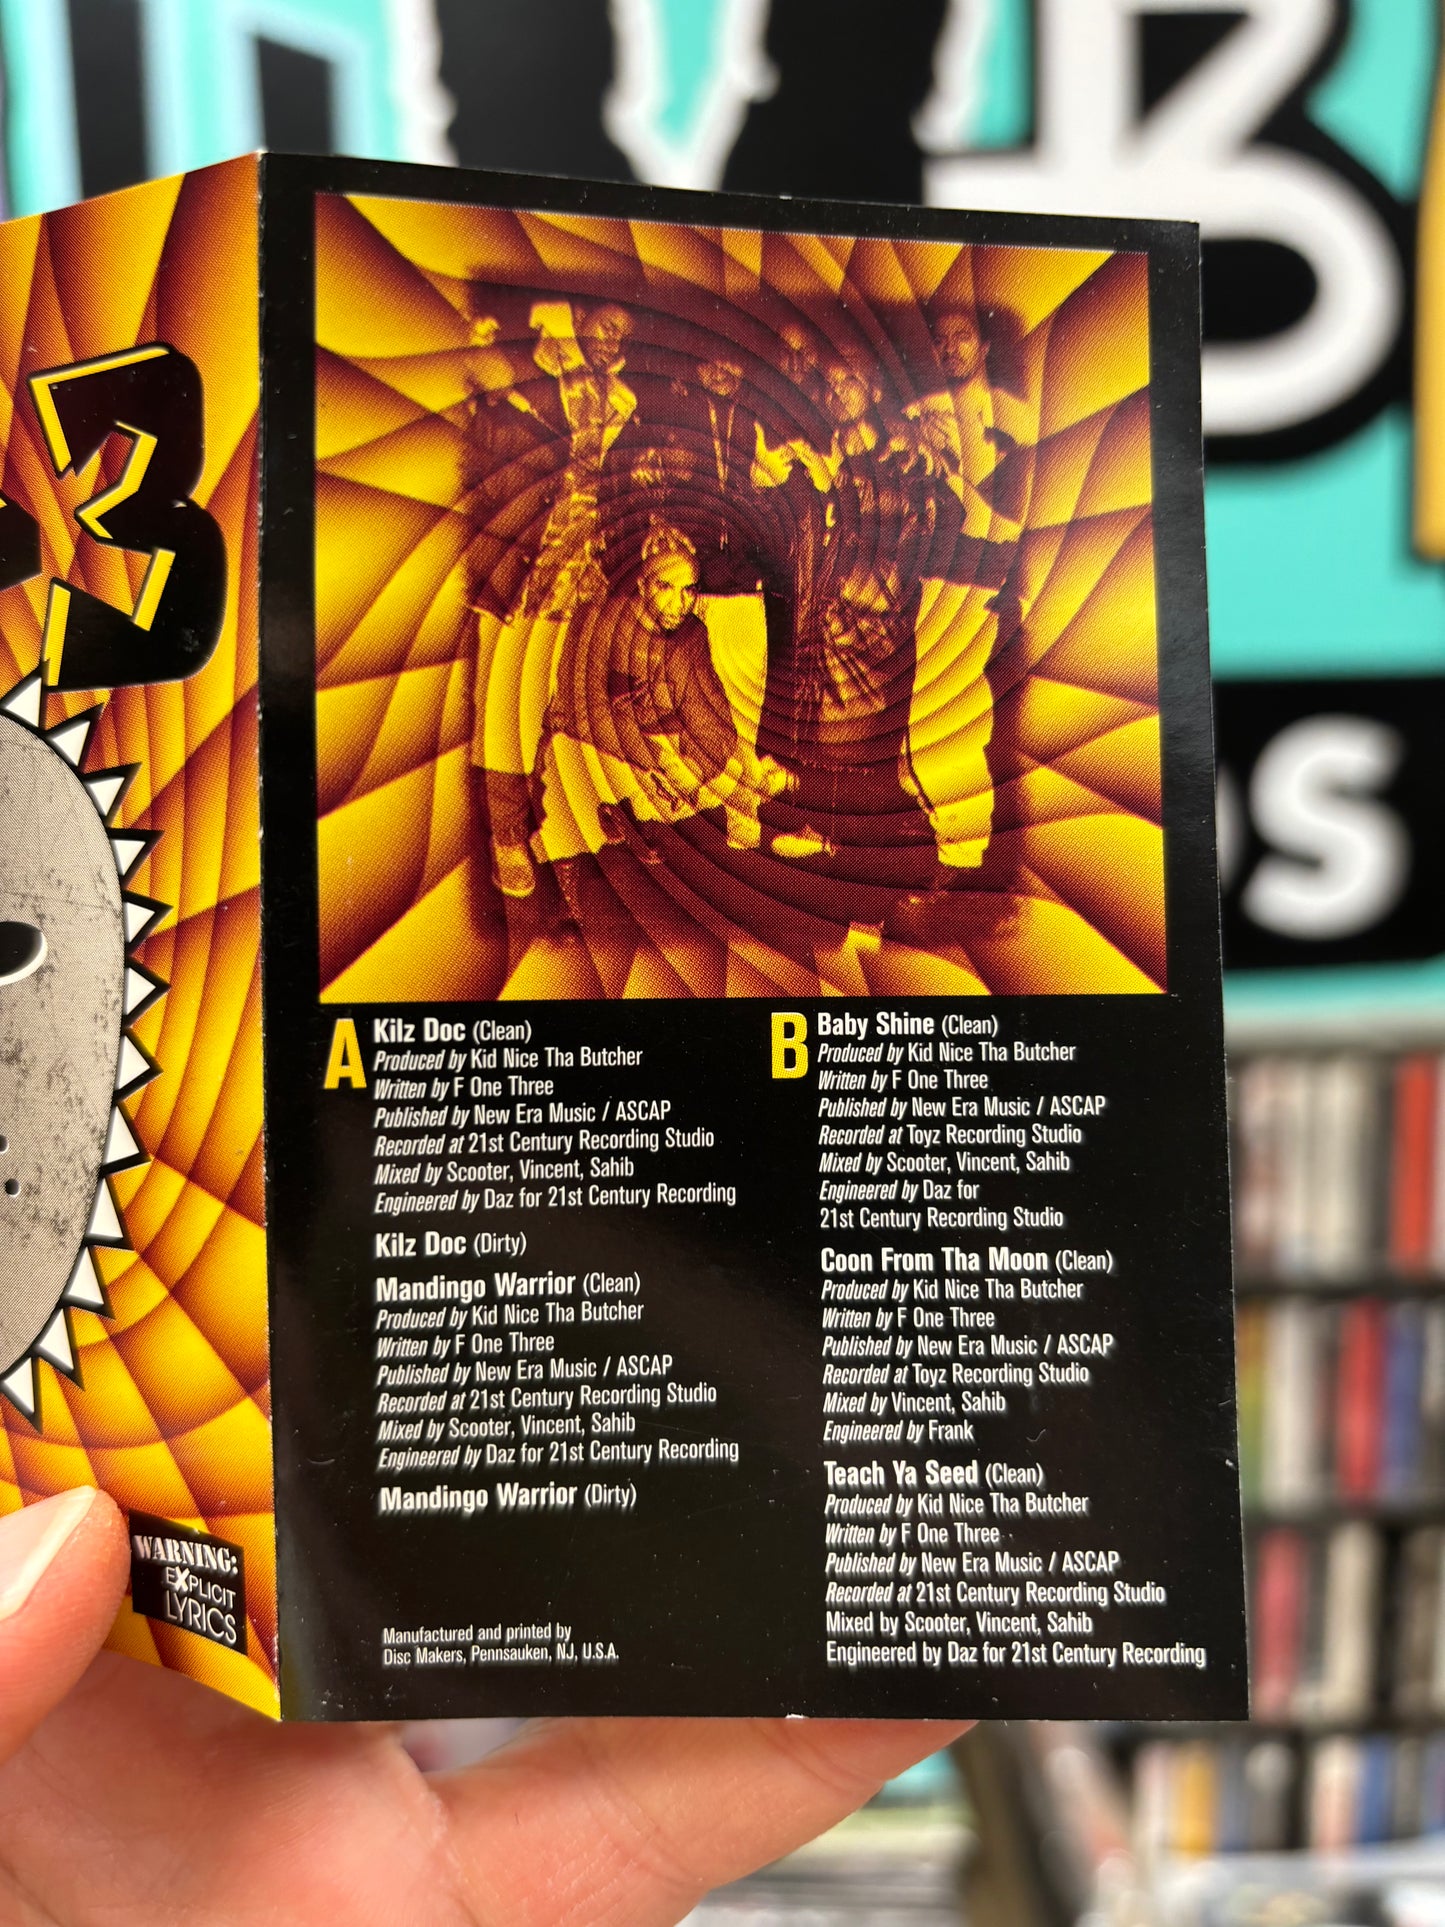 3
WARNING:
EXPLICIT
LYRICS
A
Kilz Doc (Clean)
Produced by Kid Nice Tha Butcher
Written by F One Three
Published by New Era Music / ASCAP
Recorded at 21st Century Recording Studio
Mixed by Scooter, Vincent, Sahib
Engineered by Daz for 21st Century Recording
Kilz Doc (Dirty)
Mandingo Warrior (Clean)
Produced by Kid Nice Tha Butcher
Written by F One Three
Published by New Era Music / ASCAP
Recorded at 21st Century Recording Studio
Mixed by Scooter, Vincent, Sahib
Engineered by Daz for 21st Century Recording
Mandingo Warrior (Dirty)
Manufactured and printed by
Disc Makers, Pennsauken, NJ, U.S.A.
B
Baby Shine (Clean)
Produced by Kid Nice Tha Butcher
Written by F One Three
Published by New Era Music / ASCAP
Recorded at Toyz Recording Studio
Mixed by Scooter, Vincent, Sahib
Engineered by Daz for
21st Century Recording Studio
Coon From Tha Moon (Clean)
Produced by Kid Nice Tha Butcher
Written by F One Three
Published by New Era Music / ASCAP
Recorded at Toyz Recording Studio
Mixed by Vincent, Sahib
Engineered by Frank
Teach Ya Seed (Clean)
Produced by Kid Nice Tha Butcher
Written by F One Three
Published by New Era Music / ASCAP
Recorded at 21st Century Recording Studio
Mixed by Scooter, Vincent, Sahib
Engineered by Daz for 21st Century Recording